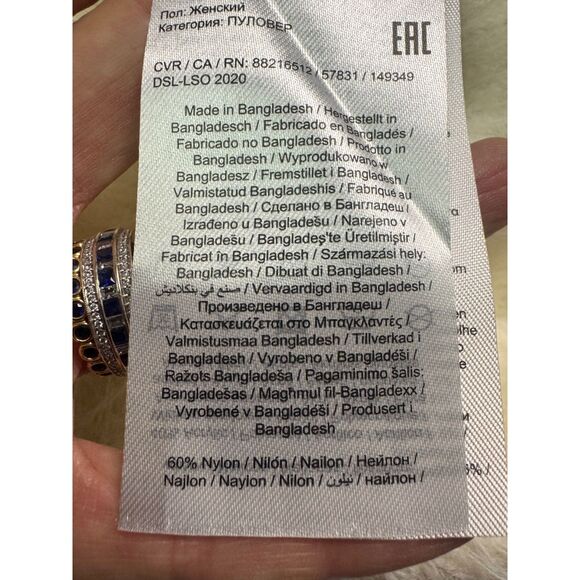 Пол: Женский
Категория: ПУЛОВЕР
EAC
CVR / CA / RN: 88216512 / 57831 / 149349
DSL-LSO 2020
Made in Bangladesh / Hergestellt in
Bangladesch / Fabricado en Bangladés /
Fabricado no Bangladesh / Prodotto in
Bangladesh / Wyprodukowano w
Bangladesz / Fremstillet i Bangladesh /
Valmistatud Bangladeshis / Fabriqué au
Bangladesh / Сделано в Бангладеш /
Izrađeno u Bangladešu / Narejeno v
Bangladešu / Bangladeş'te Üretilmiştir /
Fabricat în Bangladesh / Származási hely:
Bangladesh / Dibuat di Bangladesh /
صنع في بنگلاديش / Vervaardigd in Bangladesh /
Произведено в Бангладеш /
Κατασκευάζεται στο Μπαγκλαντές /
Valmistusmaa Bangladesh / Tillverkad i
Bangladesh / Vyrobeno v Bangladéši /
Ražots Bangladeša / Pagaminimo šalis:
Bangladešas / Magħmul fil-Bangladexx /
Vyrobené v Bangladéši / Produsert i
Bangladesh
60% Nylon / Nilón / Nailon / Нейлон /
Najlon / Naylon / Nilon / نيلون / найлон /